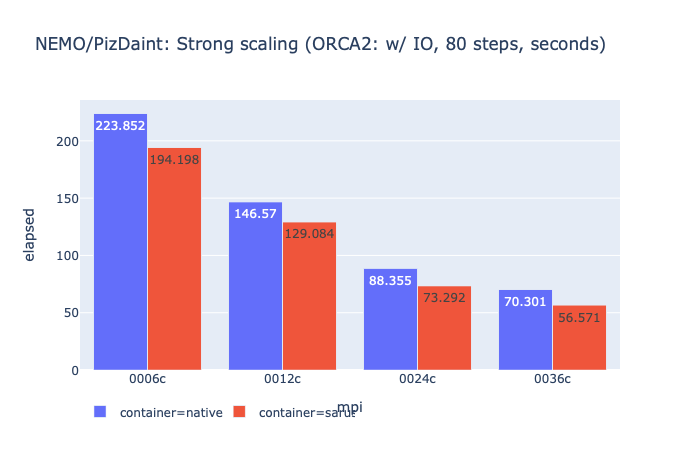 NEMO/PizDaint: Strong scaling (ORCA2: w/ IO, 80 steps, seconds)
elapsed
200
150
100
50
0
223.852
194.198
146.57
129.084
88.355
73.292
70.301
56.571
0006c
0012c
0024c
0036c
mpi
container=native
container=sarus